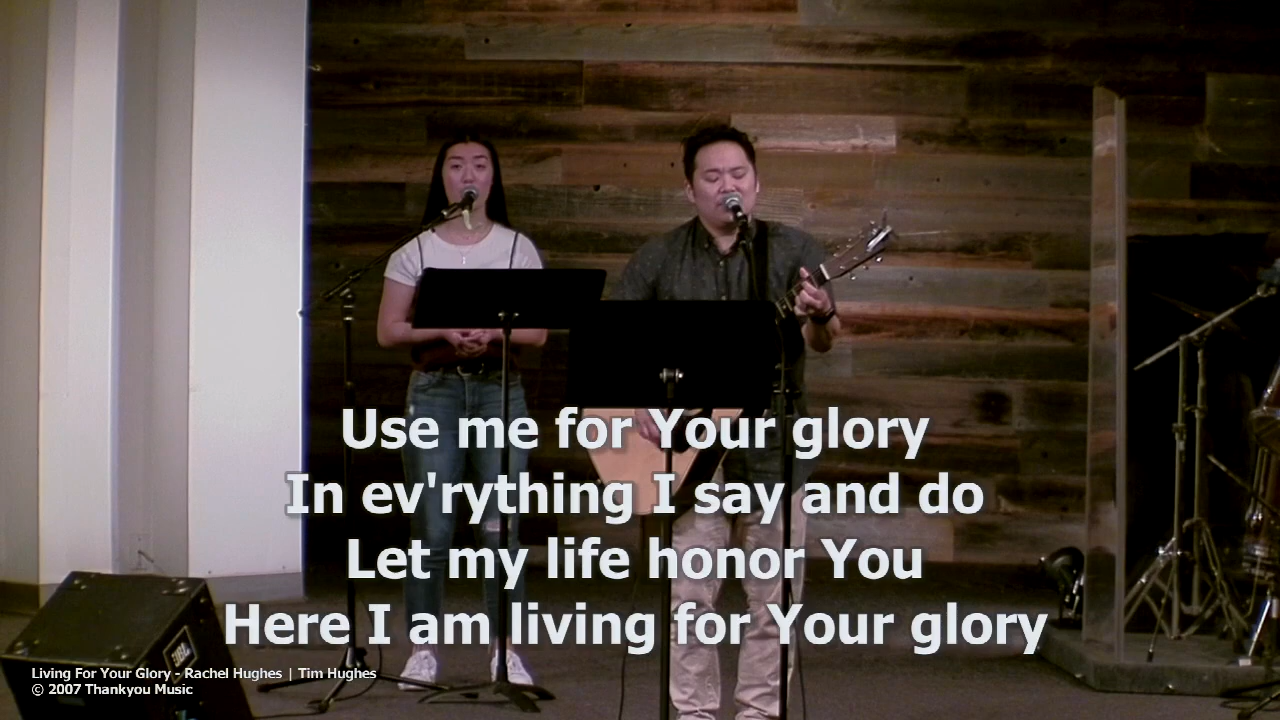 Use me for Your glory
In ev'rything I say and do
Let my life honor You
Here I am living for Your glory
JBL
Living For Your Glory - Rachel Hughes | Tim Hughes
© 2007 Thankyou Music